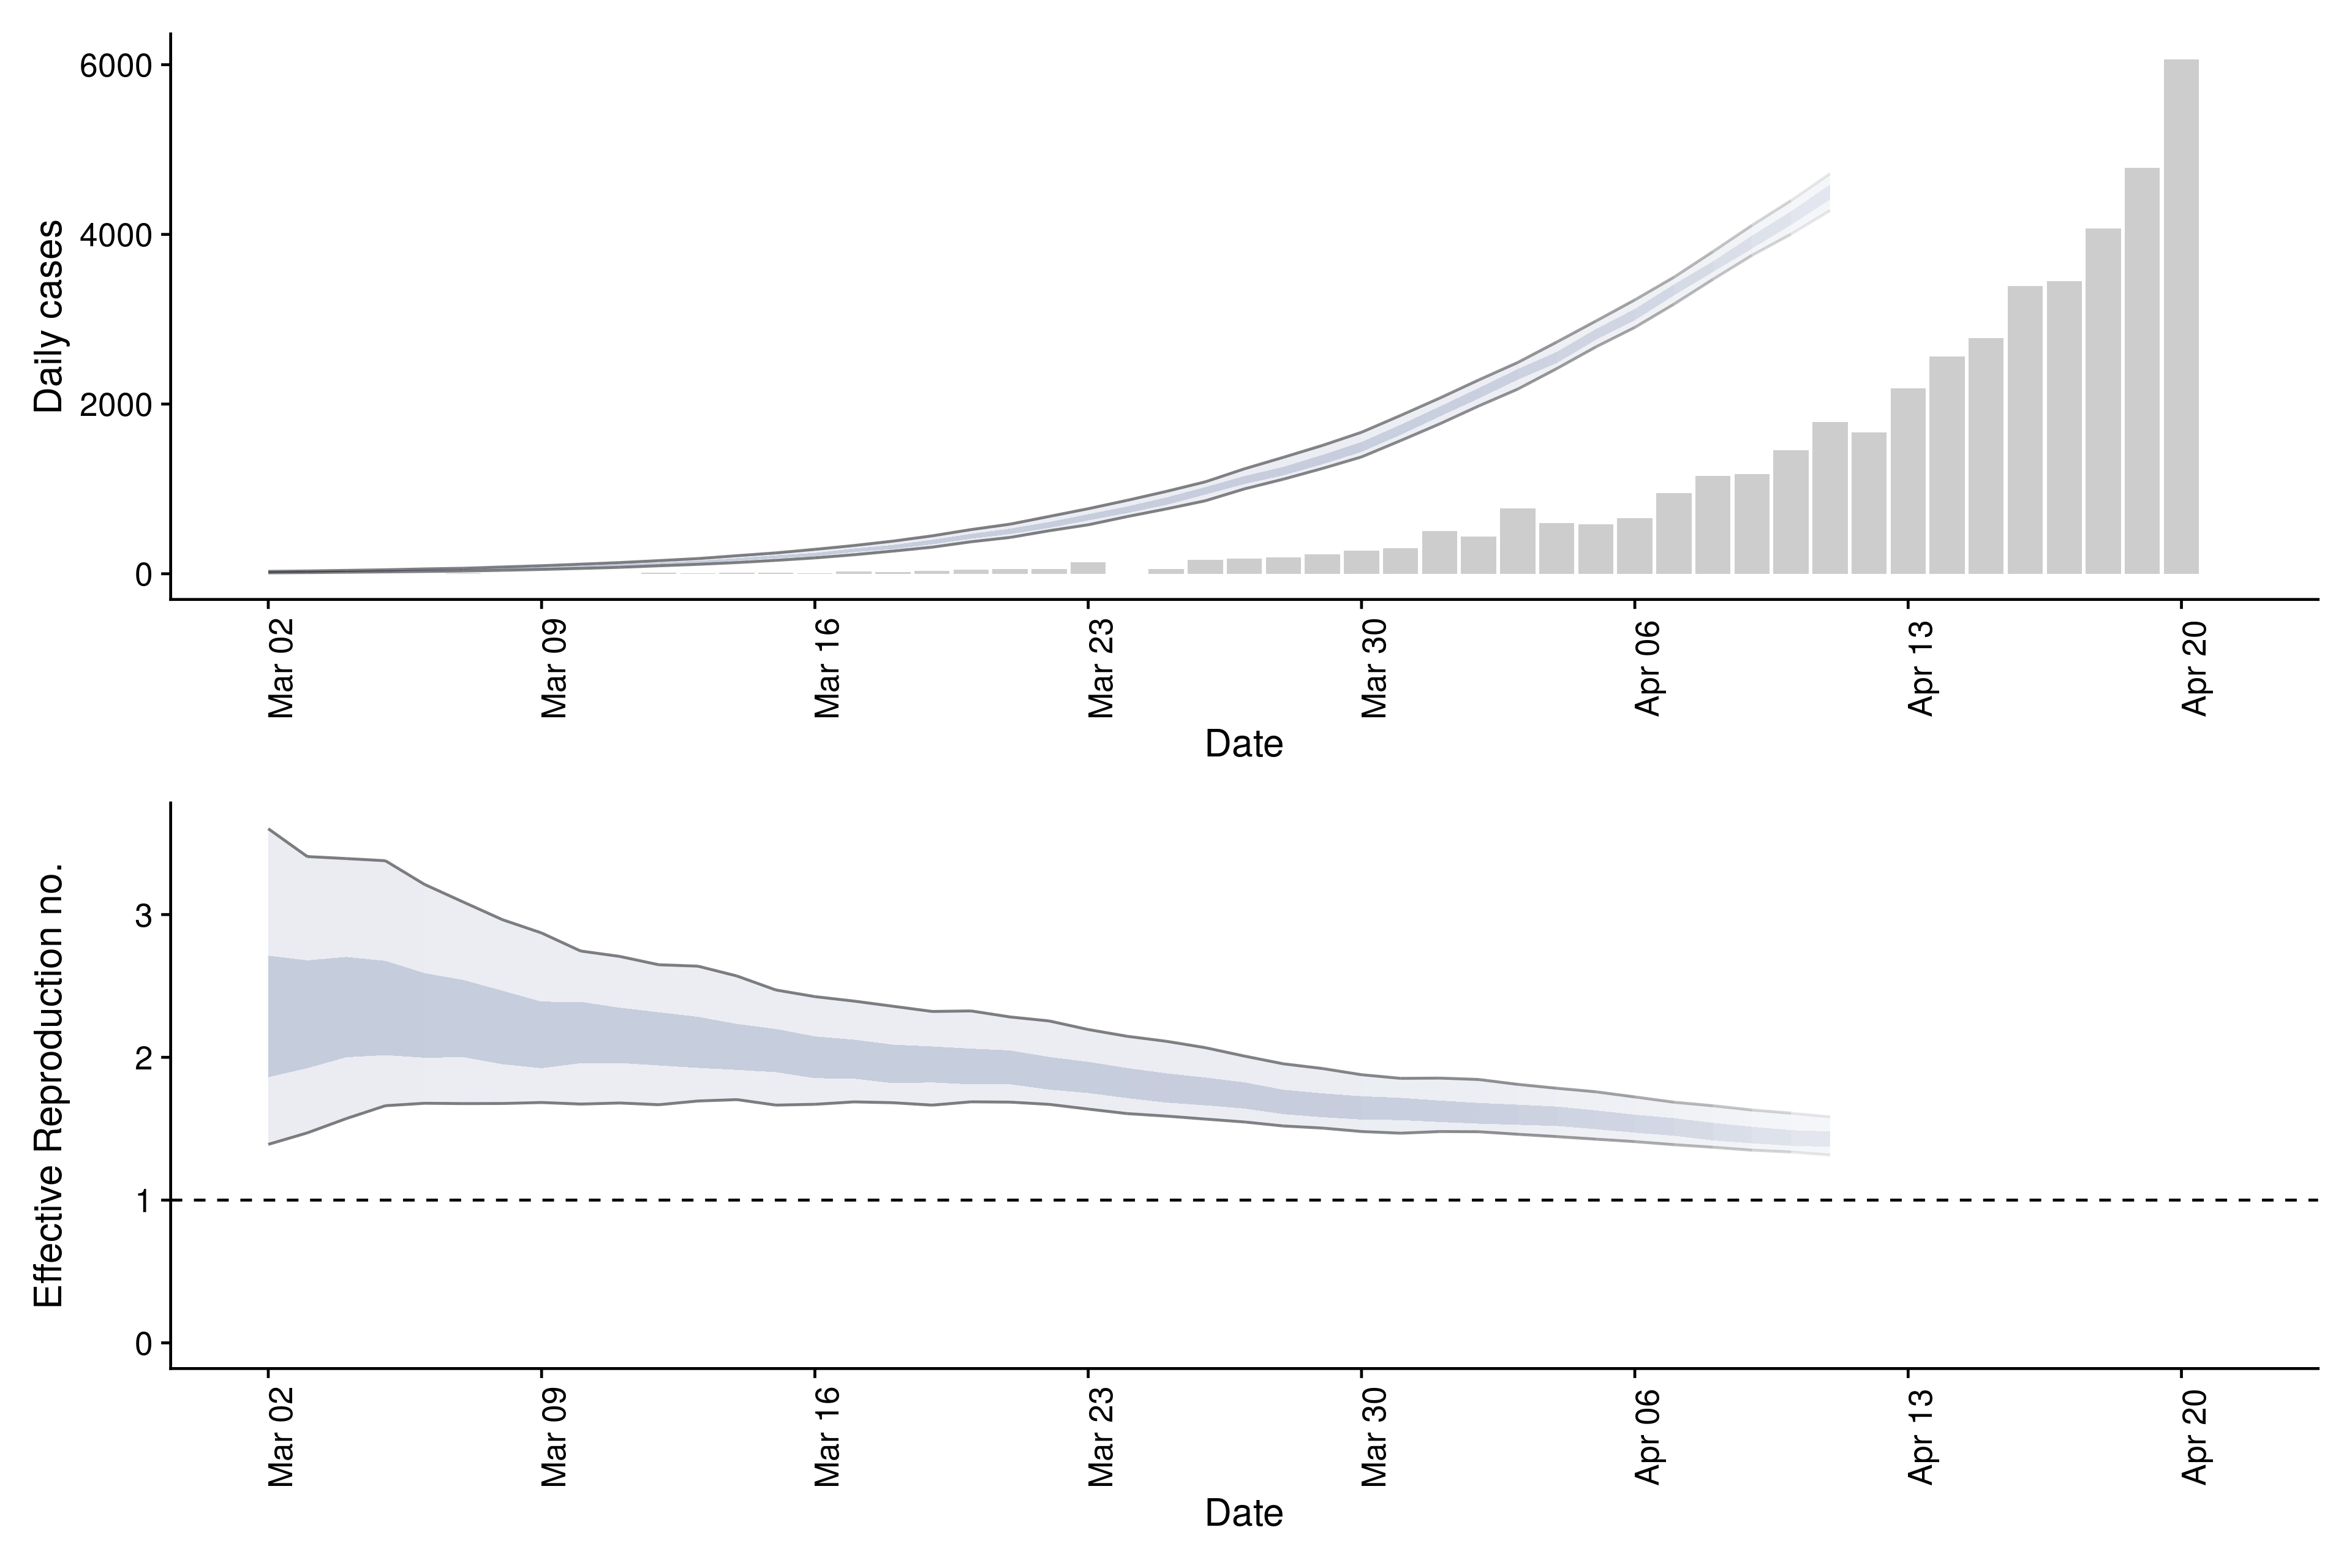 Daily cases
6000
4000
2000
0
Mar 02
Mar 09
Mar 16
Mar 23
Mar 30
Apr 06
Apr 13
Apr 20
Date
Effective Reproduction no.
3
2
1
0
Mar 02
Mar 09
Mar 16
Mar 23
Mar 30
Apr 06
Apr 13
Apr 20
Date